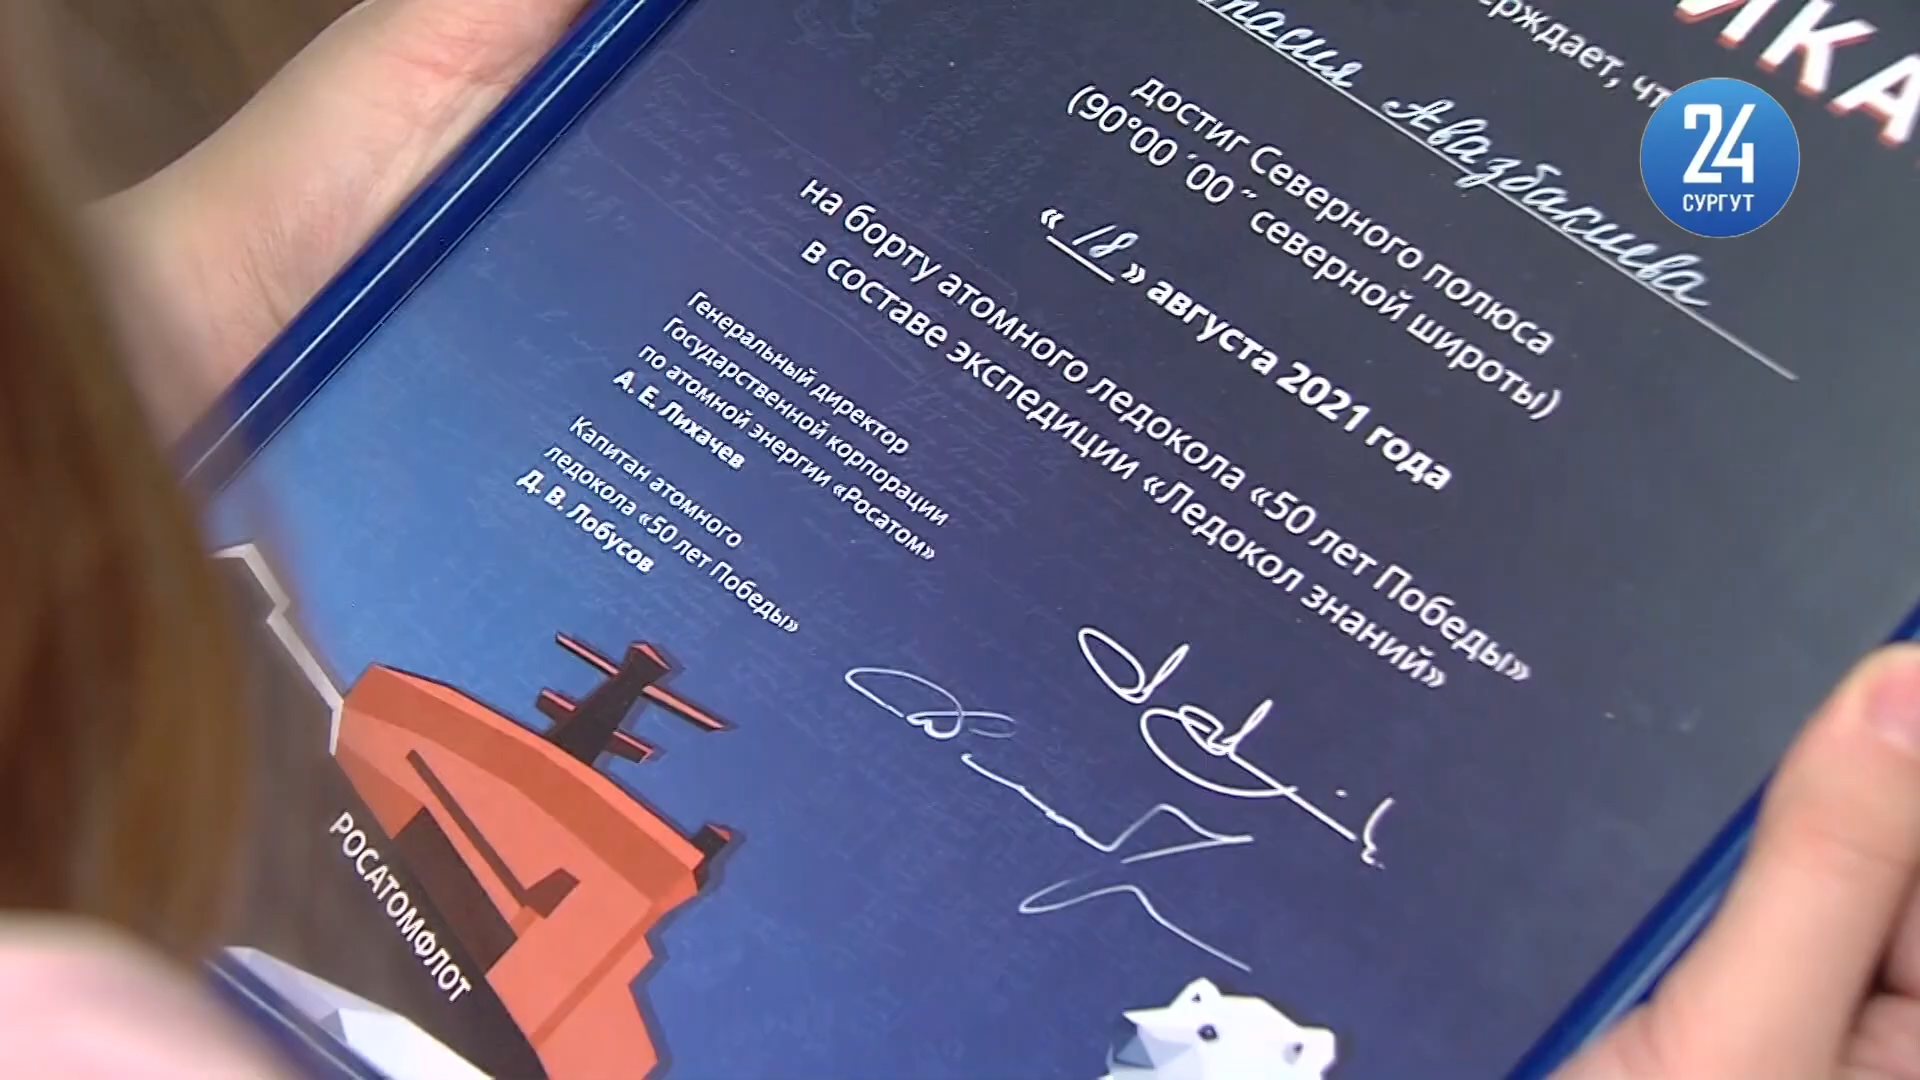 ИКА
ерждает, чт
тасия Авазбасиева
достиг Северного полюса
(90°00´00˝ северной широты)
«18» августа 2021 года
на борту атомного ледокола «50 лет Победы»
в составе экспедиции «Ледокол знаний»
Генеральный директор
Государственной корпорации
по атомной энергии «Росатом»
А. Е. Лихачев
Капитан атомного
ледокола «50 лет Победы»
Д. В. Лобусов
РОСАТОМФЛОТ
24
СУРГУТ